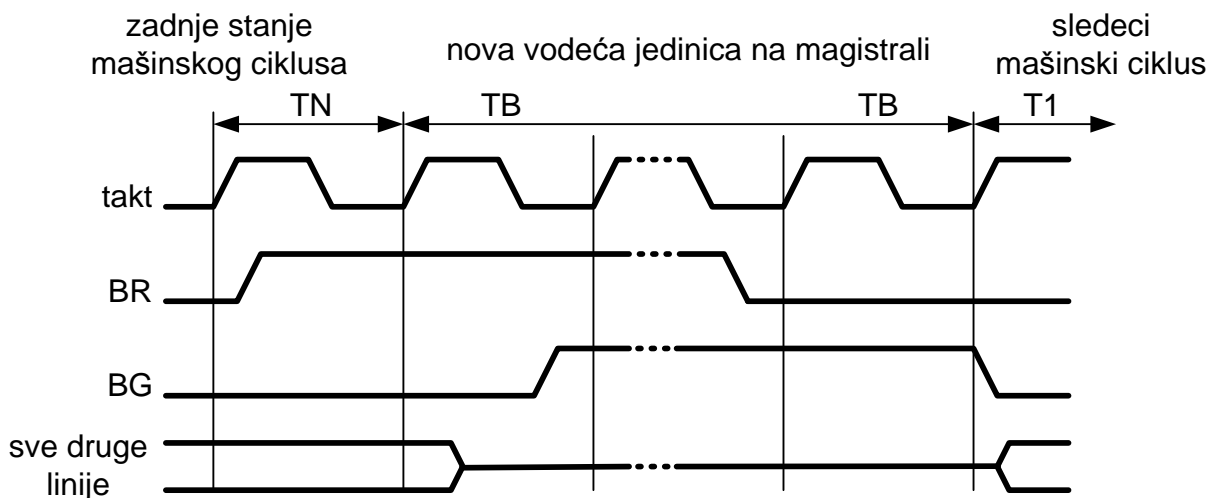 zadnje stanje
mašinskog ciklusa
nova vodeća jedinica na magistrali
sledeci
mašinski ciklus
TN
TB
TB
T1
takt
BR
BG
sve druge
linije